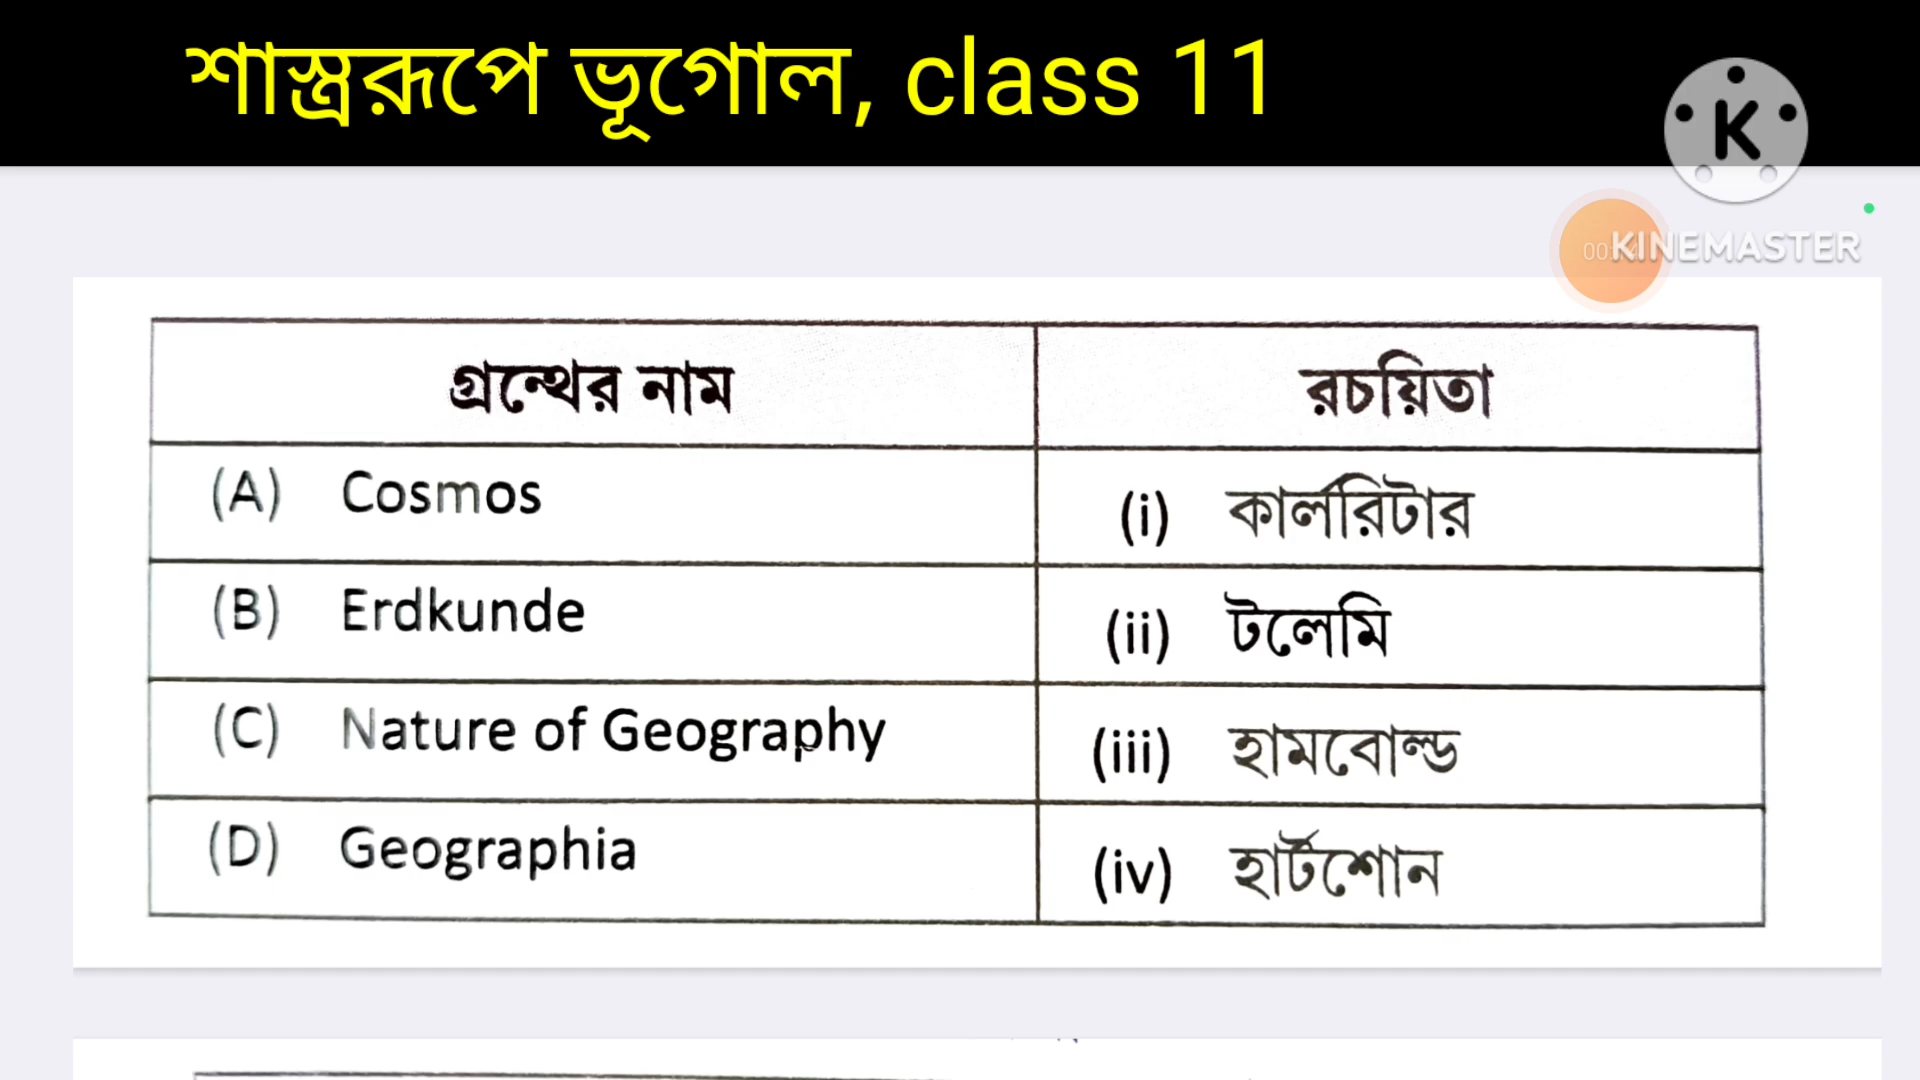 শাস্ত্ররূপে ভূগোল, class 11
K
KINEMASTER
গ্রন্থের নাম রচয়িতা
(A) Cosmos (i) কার্লরিটার
(B) Erdkunde (ii) টলেমি
(C) Nature of Geography (iii) হামবোল্ড
(D) Geographia (iv) হার্টশোন